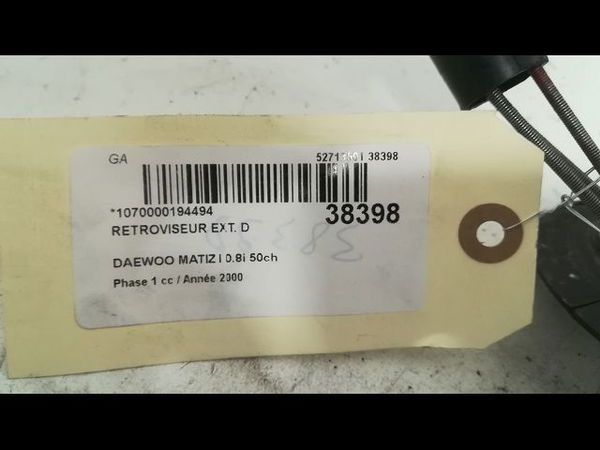 GA 38398
*1070000194494 38398
RETROVISEUR EXT. D
DAEWOO MATIZ I 0.8i 50ch
Phase 1 cc / Année 2000